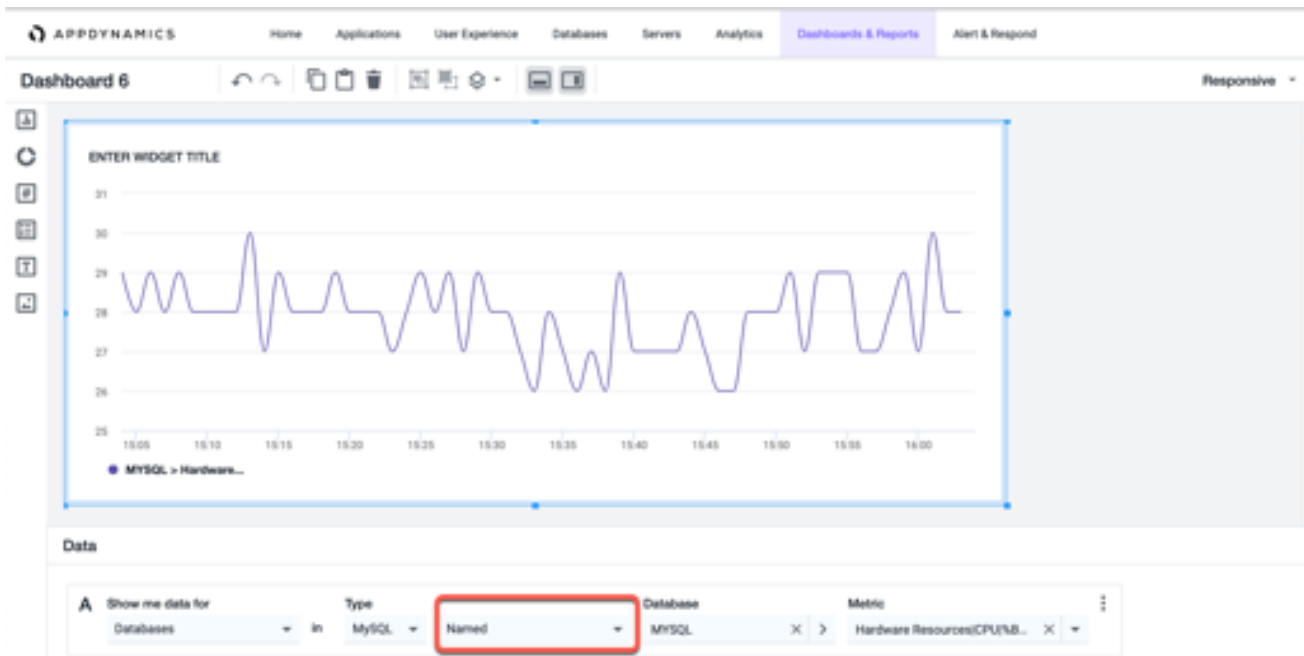 APPDYNAMICS Home Applications User Experience Databases Servers Analytics Dashboards & Reports Alert & Respond
Dashboard 6 Responsive
ENTER WIDGET TITLE
31
30
29
28
27
26
25
15:05 15:10 15:15 15:20 15:25 15:30 15:35 15:40 15:45 15:50 15:55 16:00
MYSQL > Hardware...
Data
A Show me data for Type Database Metric
Databases in MySQL Named MYSQL Hardware Resources|CPU|%B...